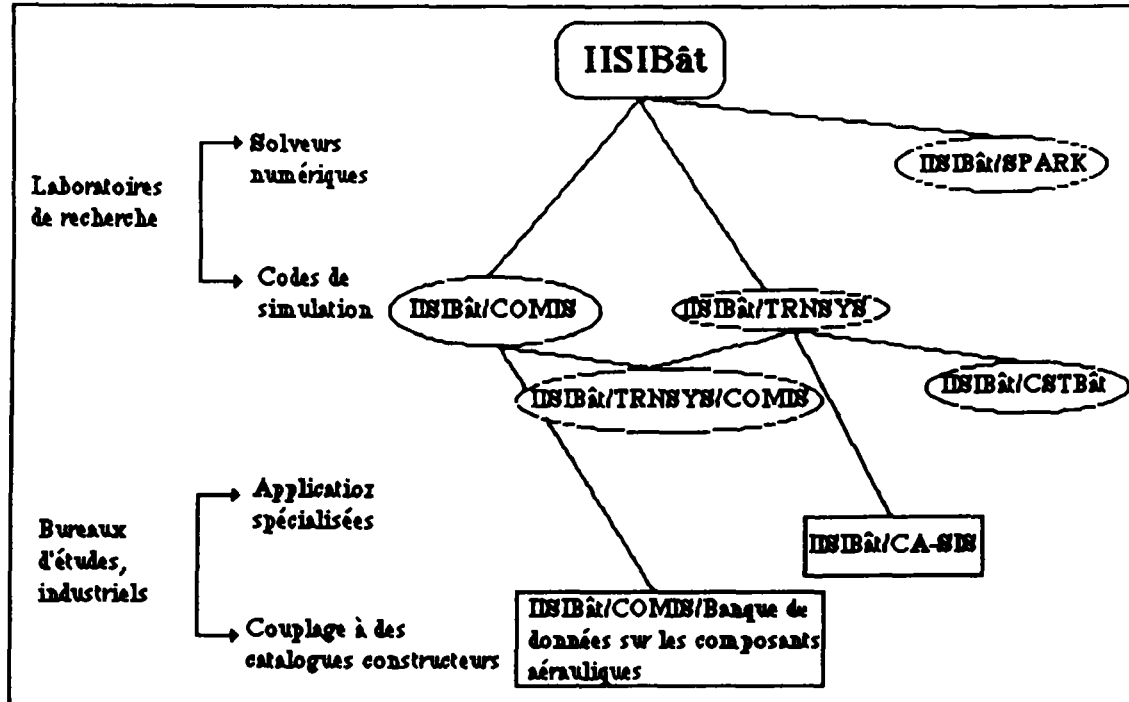 IISIBât
Solveurs
numériques
IISIBât/SPARK
Laboratoires
de recherche
Codes de
simulation
IISIBât/COMIS
IISIBât/TRNSYS
IISIBât/TRNSYS/COMIS
IISIBât/CSTBât
Application
spécialisées
Bureaux
d'études,
industriels
IISIBât/CA-SIS
IISIBât/COMIS/Banque de
données sur les composants
aérauliques
Couplage à des
catalogues constructeurs